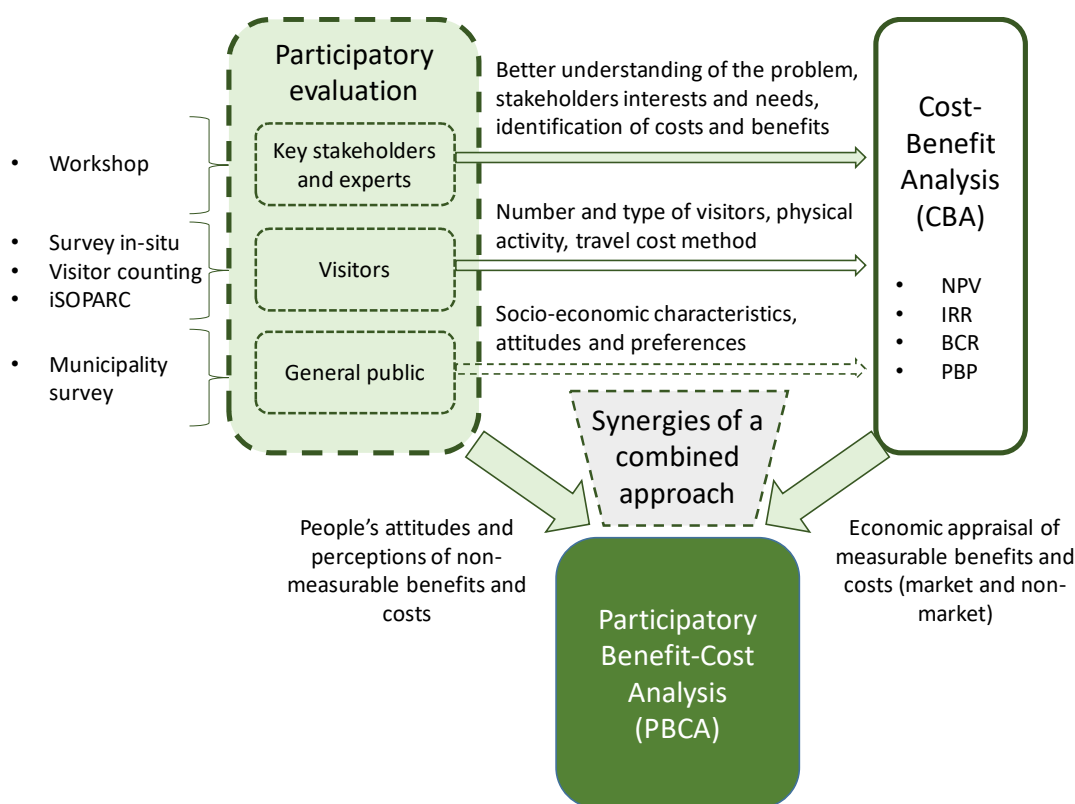 Participatory
evaluation
Key stakeholders
and experts
Visitors
General public
• Workshop
• Survey in-situ
• Visitor counting
• iSOPARC
• Municipality
survey
Better understanding of the problem,
stakeholders interests and needs,
identification of costs and benefits
Number and type of visitors, physical
activity, travel cost method
Socio-economic characteristics,
attitudes and preferences
Cost-
Benefit
Analysis
(CBA)
• NPV
• IRR
• BCR
• PBP
Synergies of a
combined
approach
People’s attitudes and
perceptions of non-
measurable benefits and
costs
Economic appraisal of
measurable benefits and
costs (market and non-
market)
Participatory
Benefit-Cost
Analysis
(PBCA)